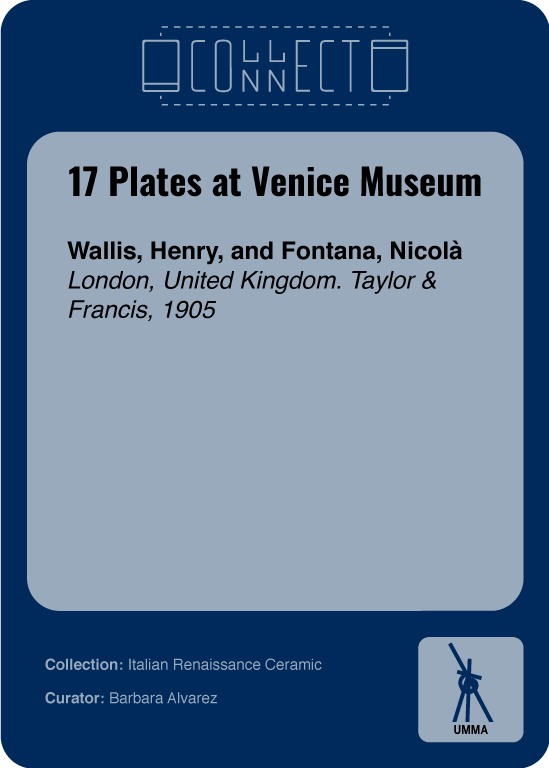 COLLECT
CONNECT
17 Plates at Venice Museum
Wallis, Henry, and Fontana, Nicolà
London, United Kingdom. Taylor &
Francis, 1905
Collection: Italian Renaissance Ceramic
Curator: Barbara Alvarez
UMMA